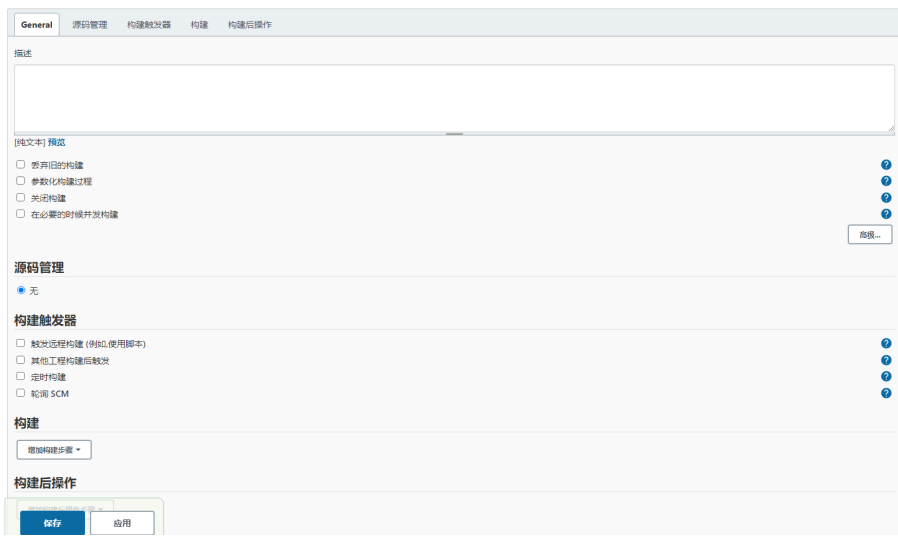 General 源码管理 构建触发器 构建 构建后操作
描述
[纯文本] 预览
丢弃旧的构建
参数化构建过程
关闭构建
在必要的时候并发构建
高级...
源码管理
无
构建触发器
触发远程构建 (例如,使用脚本)
其他工程构建后触发
定时构建
轮询 SCM
构建
增加构建步骤
构建后操作
增加构建后操作步骤
保存 应用